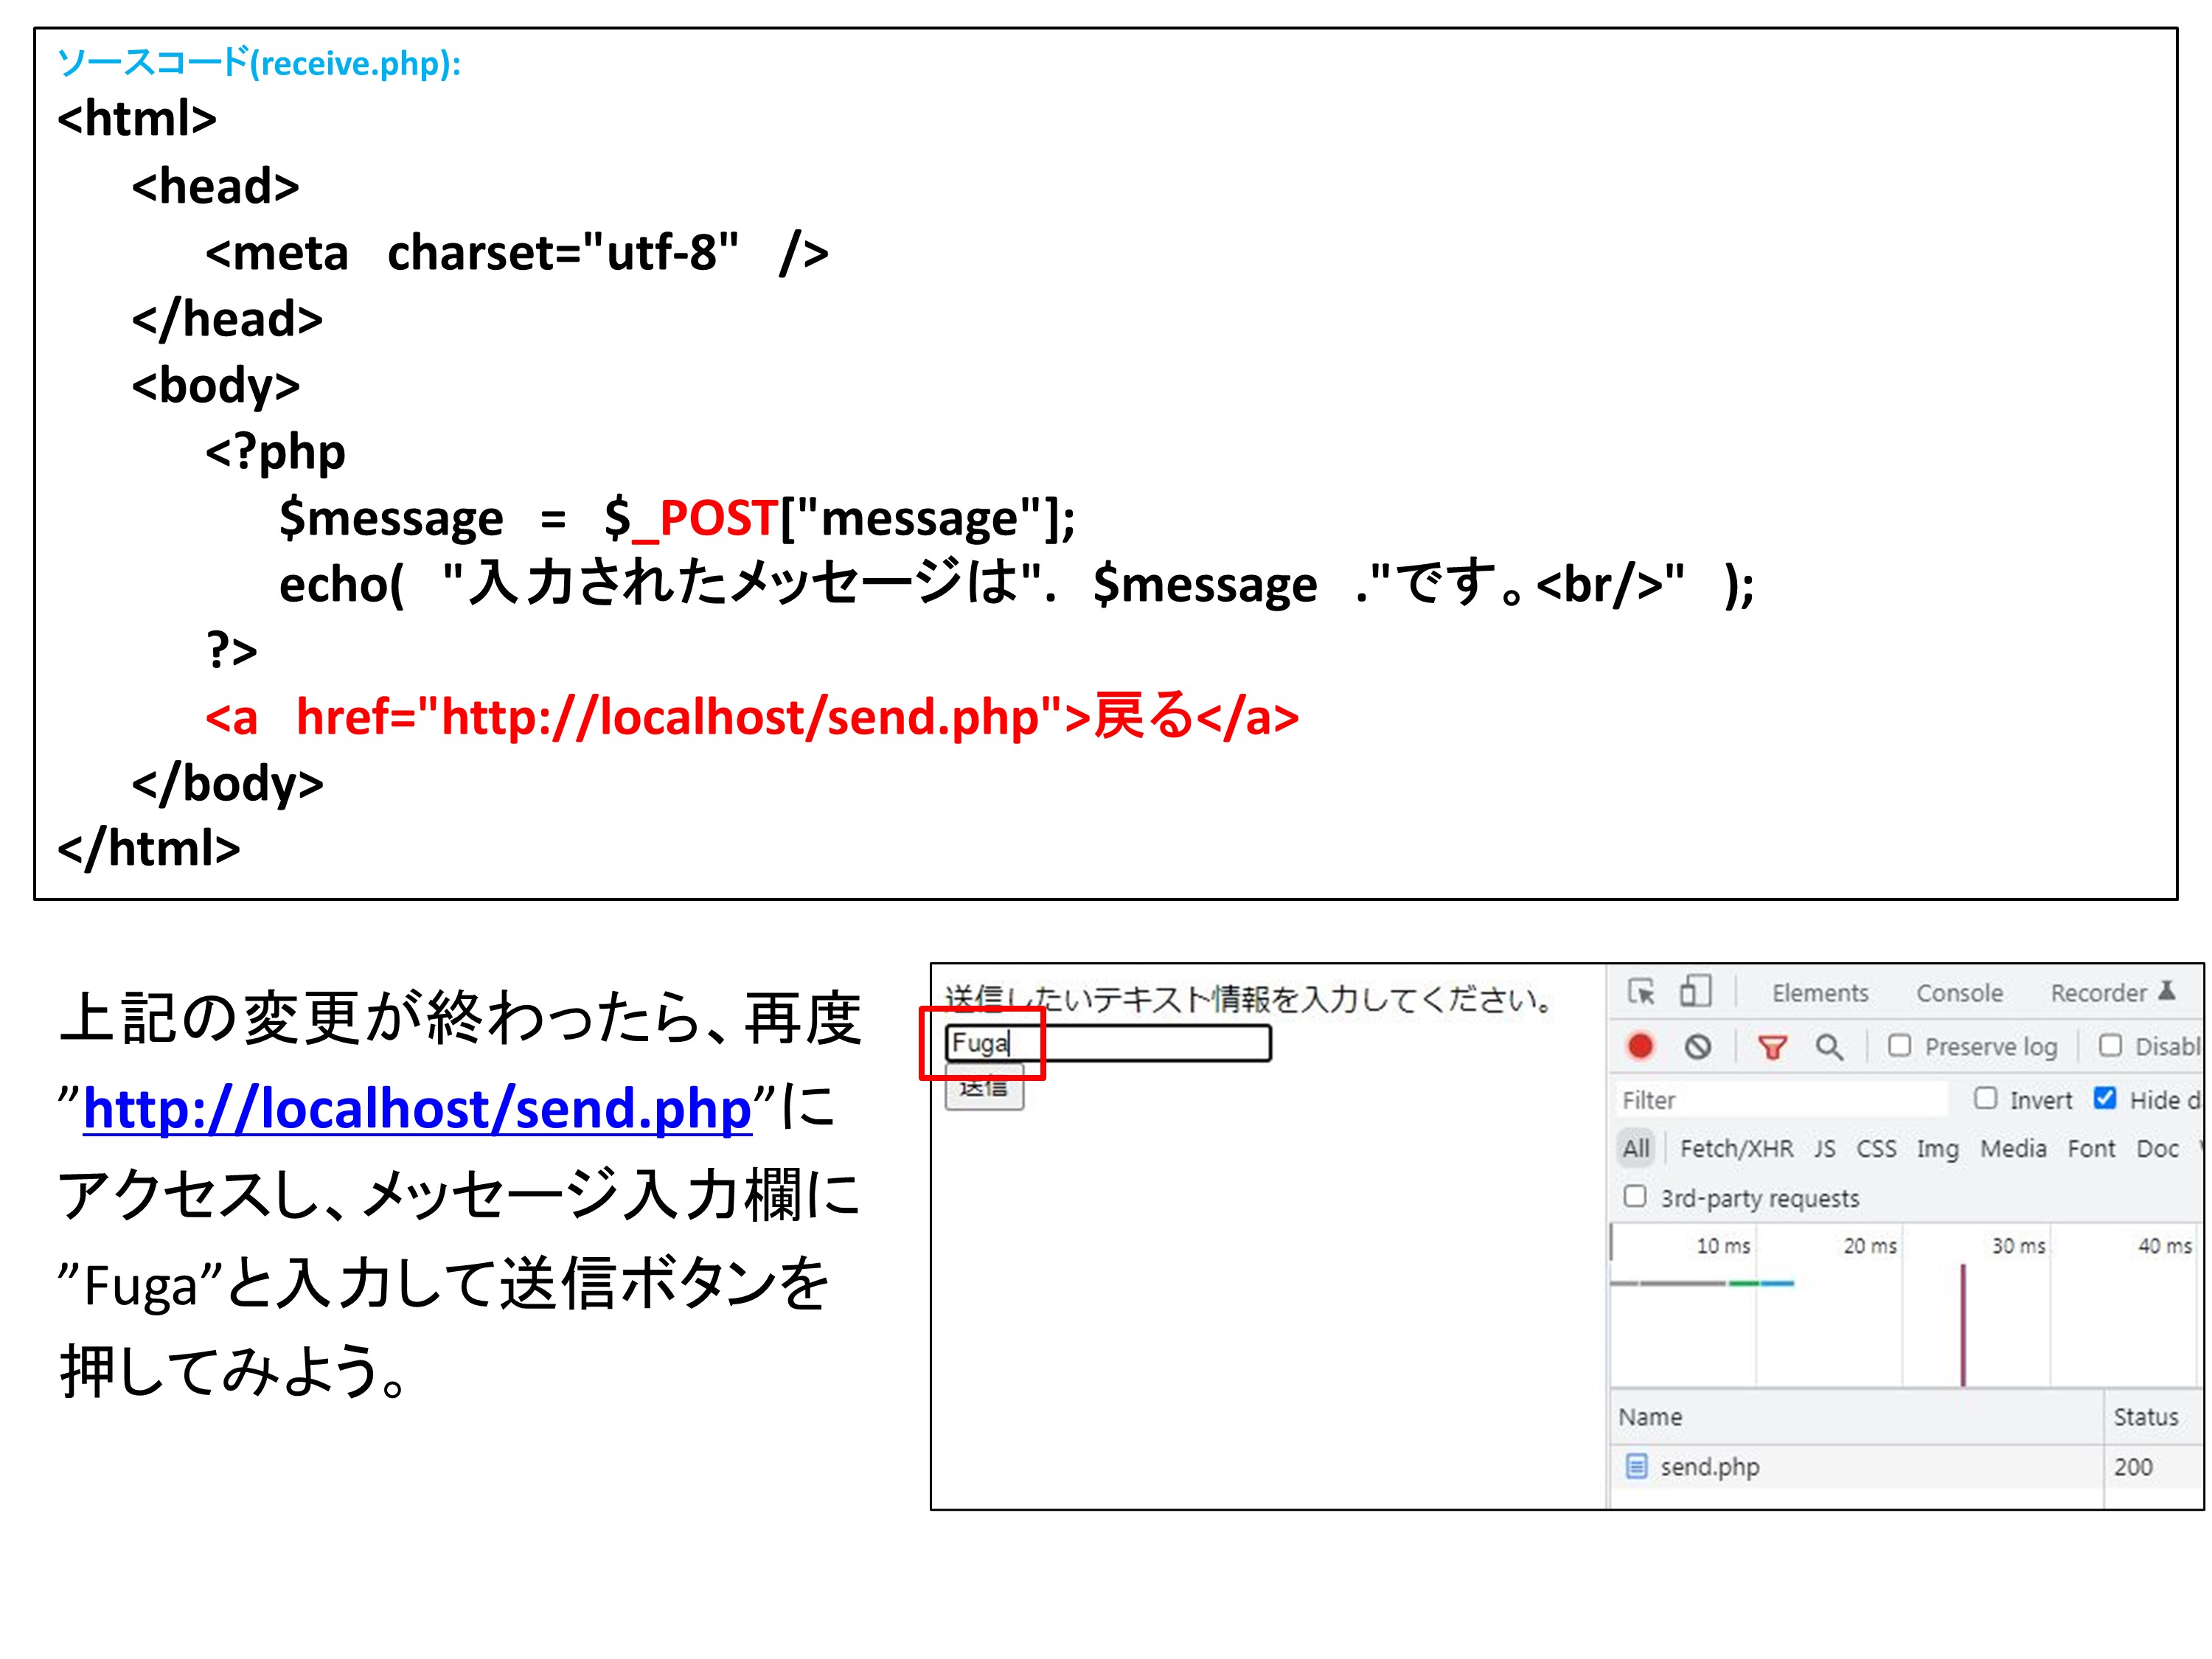 ソースコード(receive.php):
<html>
<head>
<meta charset="utf-8" />
</head>
<body>
<?php
$message = $_POST["message"];
echo( "入力されたメッセージは". $message ."です。<br/>" );
?>
<a href="http://localhost/send.php">戻る</a>
</body>
</html>
上記の変更が終わったら、再度
”http://localhost/send.php”に
アクセスし、メッセージ入力欄に
”Fuga”と入力して送信ボタンを
押してみよう。
送信したいテキスト情報を入力してください。
Fuga
送信
Elements Console Recorder
Preserve log Disabl
Filter Invert Hide d
All Fetch/XHR JS CSS Img Media Font Doc
3rd-party requests
10 ms 20 ms 30 ms 40 ms
Name Status
send.php 200